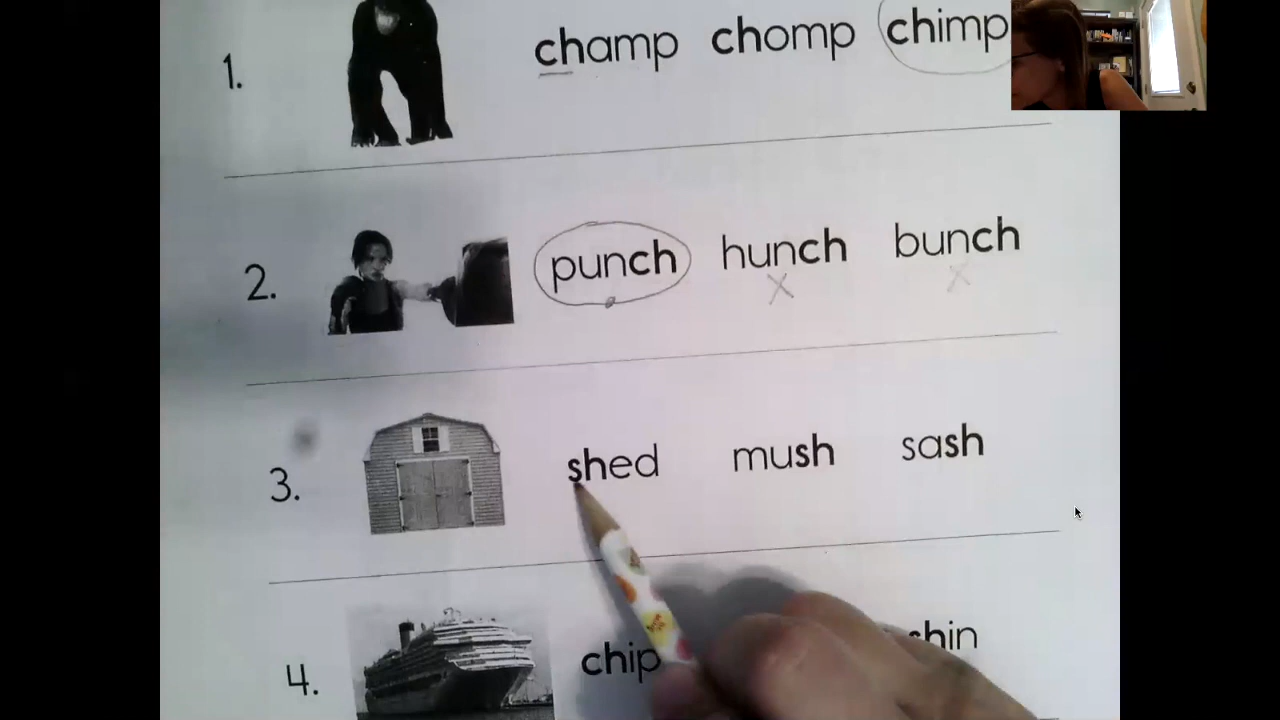 1. champ chomp chimp
2. punch hunch bunch
3. shed mush sash
4. chip